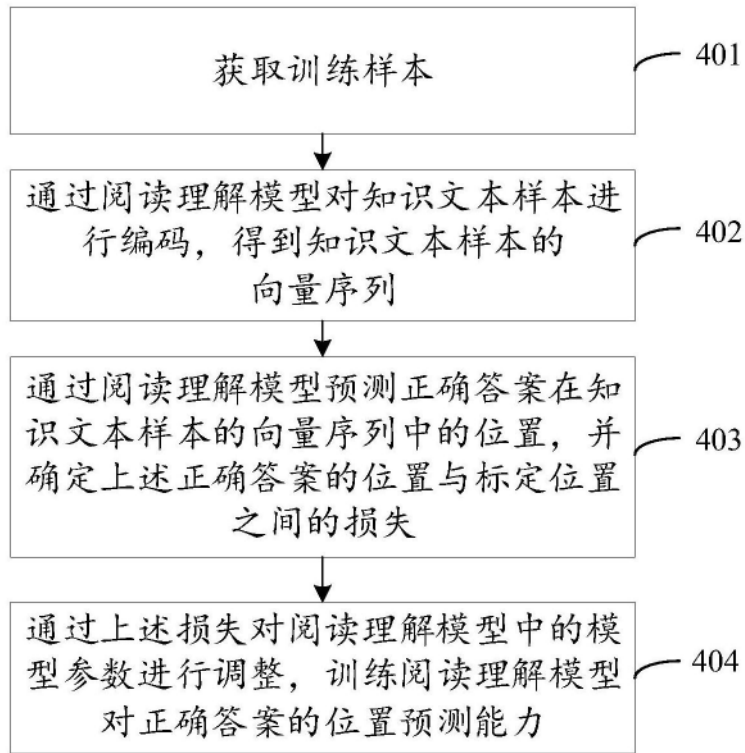 获取训练样本
401
通过阅读理解模型对知识文本样本进
行编码，得到知识文本样本的
向量序列
402
通过阅读理解模型预测正确答案在知
识文本样本的向量序列中的位置，并
确定上述正确答案的位置与标定位置
之间的损失
403
通过上述损失对阅读理解模型中的模
型参数进行调整，训练阅读理解模型
对正确答案的位置预测能力
404